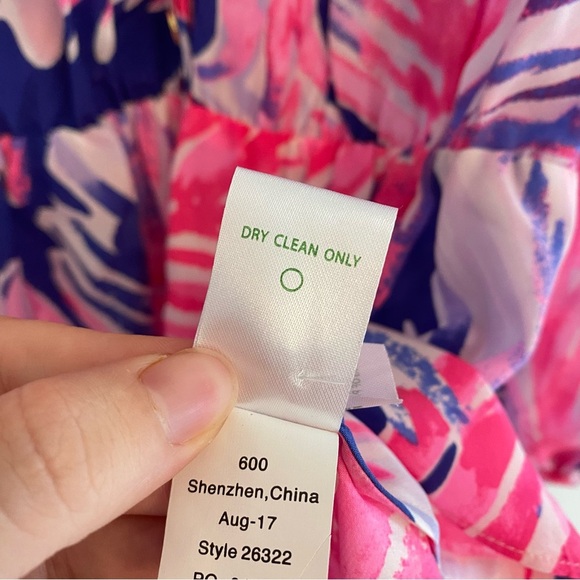 DRY CLEAN ONLY
600
Shenzhen,China
Aug-17
Style 26322